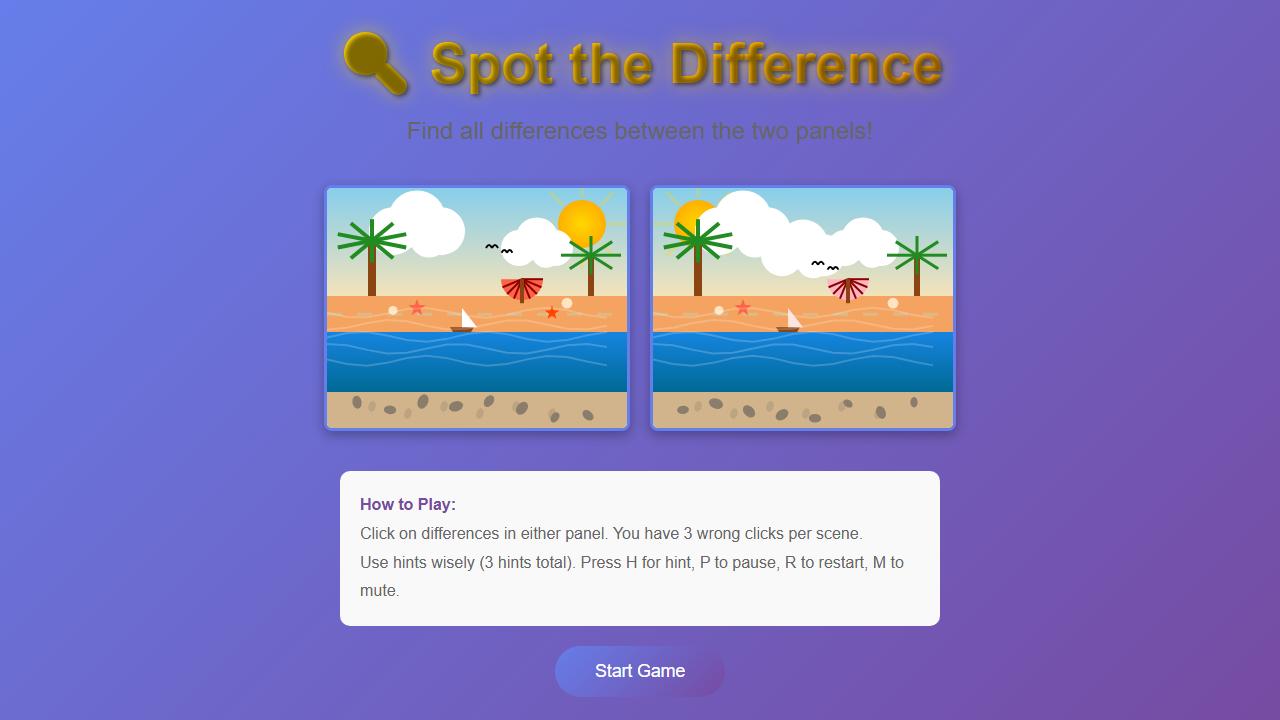 🔍 Spot the Difference
Find all differences between the two panels!
How to Play:
Click on differences in either panel. You have 3 wrong clicks per scene.
Use hints wisely (3 hints total). Press H for hint, P to pause, R to restart, M to
mute.
Start Game